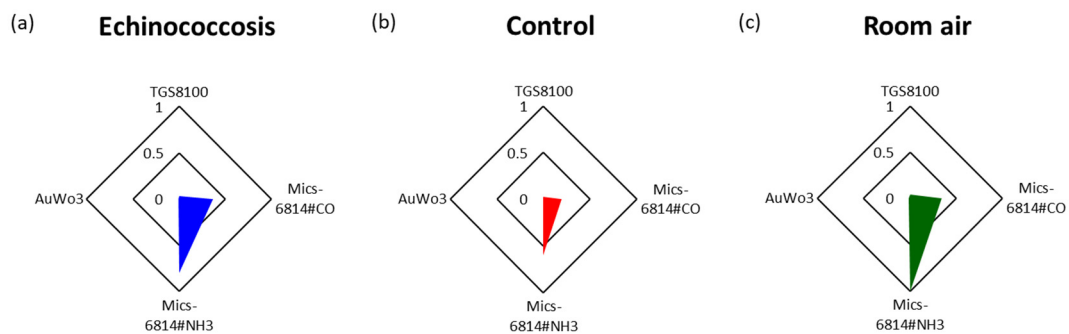 (a) Echinococcosis
TGS8100
1
0.5
0
AuWo3
Mics-
6814#CO
Mics-
6814#NH3
(b) Control
TGS8100
1
0.5
0
AuWo3
Mics-
6814#CO
Mics-
6814#NH3
(c) Room air
TGS8100
1
0.5
0
AuWo3
Mics-
6814#CO
Mics-
6814#NH3